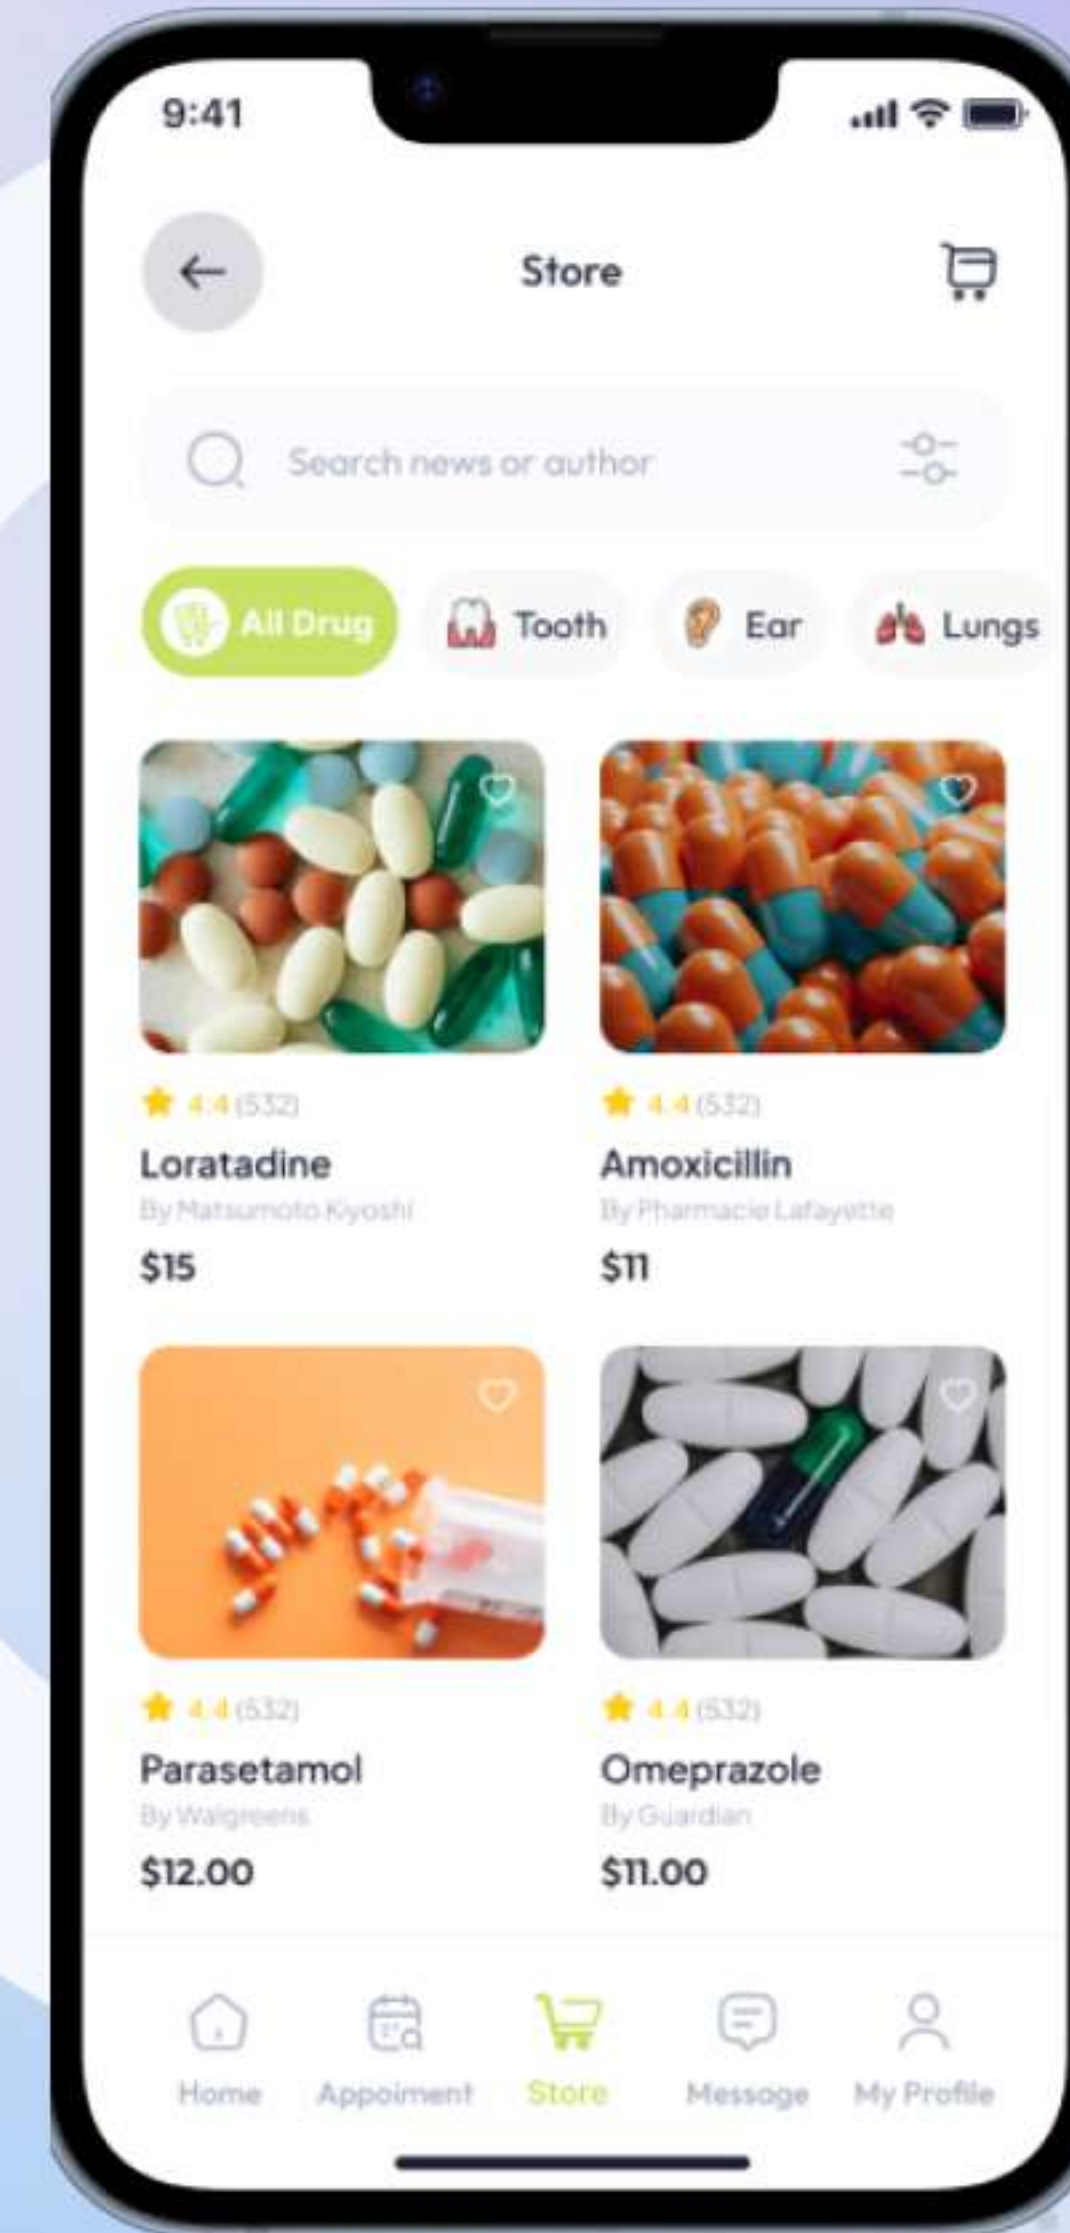 9:41
Store
Search news or author
All Drug
Tooth
Ear
Lungs
4.4 (532)
4.4 (532)
Loratadine
Amoxicillin
By Matsumoto Kiyoshi
By Pharmacie Lafayette
$15
$11
4.4 (532)
4.4 (532)
Parasetamol
Omeprazole
By Walgreens
By Guardian
$12.00
$11.00
Home
Appoiment
Store
Message
My Profile